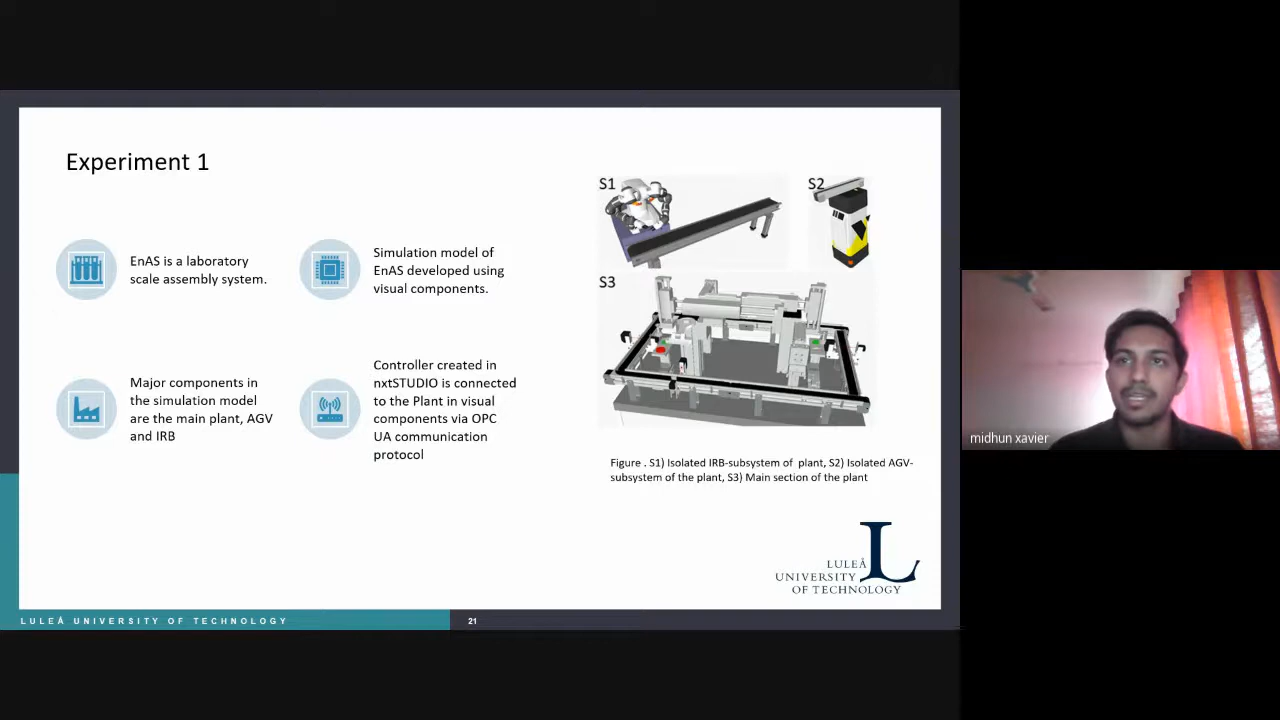 Experiment 1
EnAS is a laboratory
scale assembly system.
Simulation model of
EnAS developed using
visual components.
Major components in
the simulation model
are the main plant, AGV
and IRB
Controller created in
nxtSTUDIO is connected
to the Plant in visual
components via OPC
UA communication
protocol
S1
S2
S3
Figure . S1) Isolated IRB-subsystem of plant, S2) Isolated AGV-
subsystem of the plant, S3) Main section of the plant
LULEÅ
UNIVERSITY
OF TECHNOLOGY
L
LULEÅ UNIVERSITY OF TECHNOLOGY
21
midhun xavier